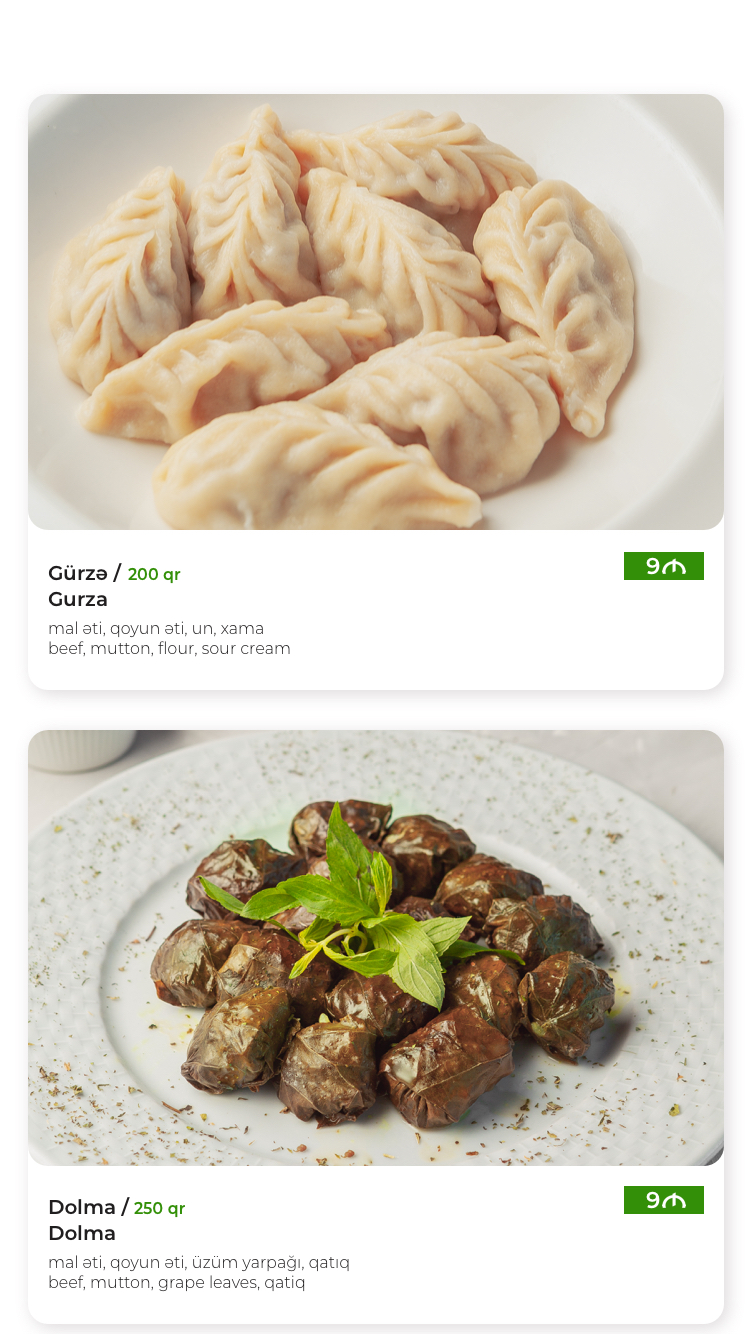 Gürzə / 200 qr
9₼
Gurza
mal əti, qoyun əti, un, xama
beef, mutton, flour, sour cream
Dolma / 250 qr
9₼
Dolma
mal əti, qoyun əti, üzüm yarpağı, qatıq
beef, mutton, grape leaves, qatiq